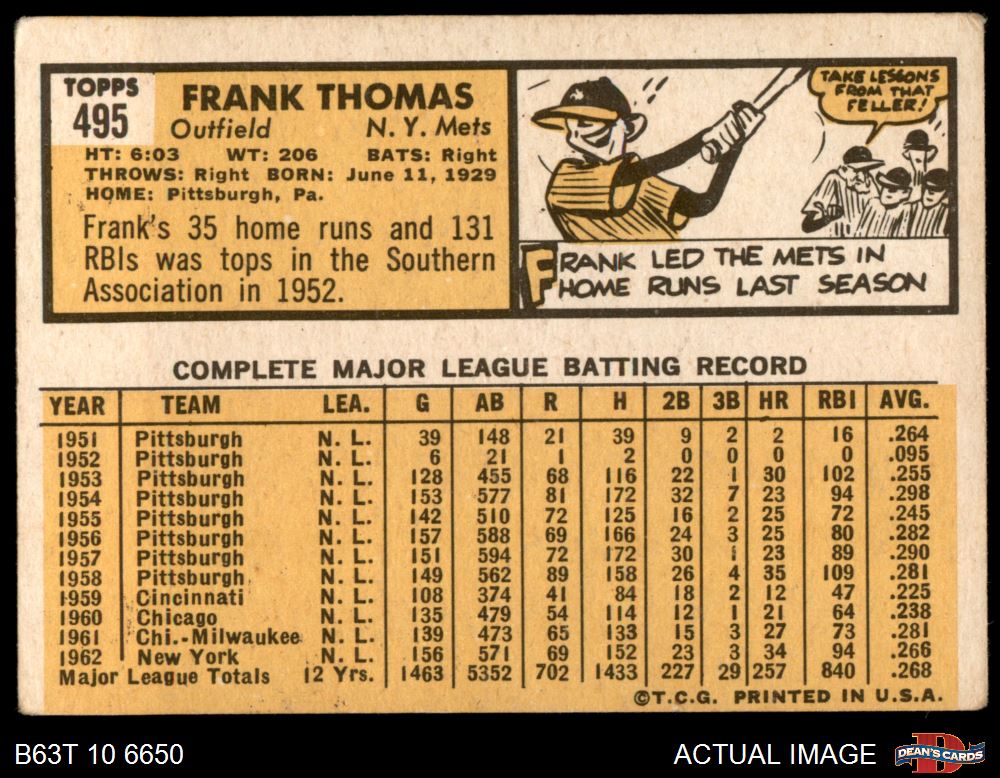 TOPPS
495
FRANK THOMAS
Outfield N. Y. Mets
HT: 6:03 WT: 206 BATS: Right
THROWS: Right BORN: June 11, 1929
HOME: Pittsburgh, Pa.
Frank's 35 home runs and 131
RBIs was tops in the Southern
Association in 1952.
TAKE LESSONS
FROM THAT
FELLER!
FRANK LED THE METS IN
HOME RUNS LAST SEASON
COMPLETE MAJOR LEAGUE BATTING RECORD
YEAR TEAM LEA. G AB R H 2B 3B HR RBI AVG.
1951 Pittsburgh N. L. 39 148 21 39 9 2 2 16 .264
1952 Pittsburgh N. L. 6 21 1 2 0 0 0 0 .095
1953 Pittsburgh N. L. 128 455 68 116 22 1 30 102 .255
1954 Pittsburgh N. L. 153 577 81 172 32 7 23 94 .298
1955 Pittsburgh N. L. 142 510 72 125 16 2 25 72 .245
1956 Pittsburgh N. L. 157 588 69 166 24 3 25 80 .282
1957 Pittsburgh N. L. 151 594 72 172 30 1 23 89 .290
1958 Pittsburgh N. L. 149 562 89 158 26 4 35 109 .281
1959 Cincinnati N. L. 108 374 41 84 18 2 12 47 .225
1960 Chicago N. L. 135 479 54 114 12 1 21 64 .238
1961 Chi.-Milwaukee N. L. 139 473 65 133 15 3 27 73 .281
1962 New York N. L. 156 571 69 152 23 3 34 94 .266
Major League Totals 12 Yrs. 1463 5352 702 1433 227 29 257 840 .268
©T.C.G. PRINTED IN U.S.A.
B63T 10 6650 ACTUAL IMAGE DEAN'S CARDS